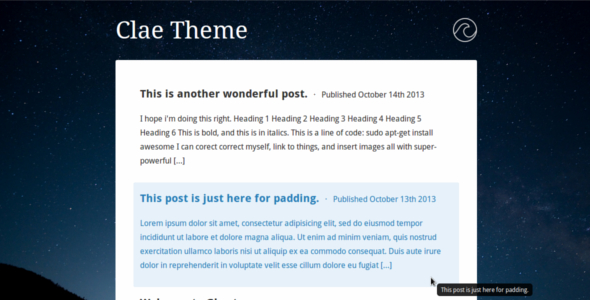 Clae Theme
This is another wonderful post. · Published October 14th 2013
I hope i'm doing this right. Heading 1 Heading 2 Heading 3 Heading 4 Heading 5
Heading 6 This is bold, and this is in italics. This is a line of code: sudo apt-get install
awesome I can corect correct myself, link to things, and insert images all with super-
powerful [...]
This post is just here for padding. · Published October 13th 2013
Lorem ipsum dolor sit amet, consectetur adipisicing elit, sed do eiusmod tempor
incididunt ut labore et dolore magna aliqua. Ut enim ad minim veniam, quis nostrud
exercitation ullamco laboris nisi ut aliquip ex ea commodo consequat. Duis aute irure
dolor in reprehenderit in voluptate velit esse cillum dolore eu fugiat [...]
This post is just here for padding.